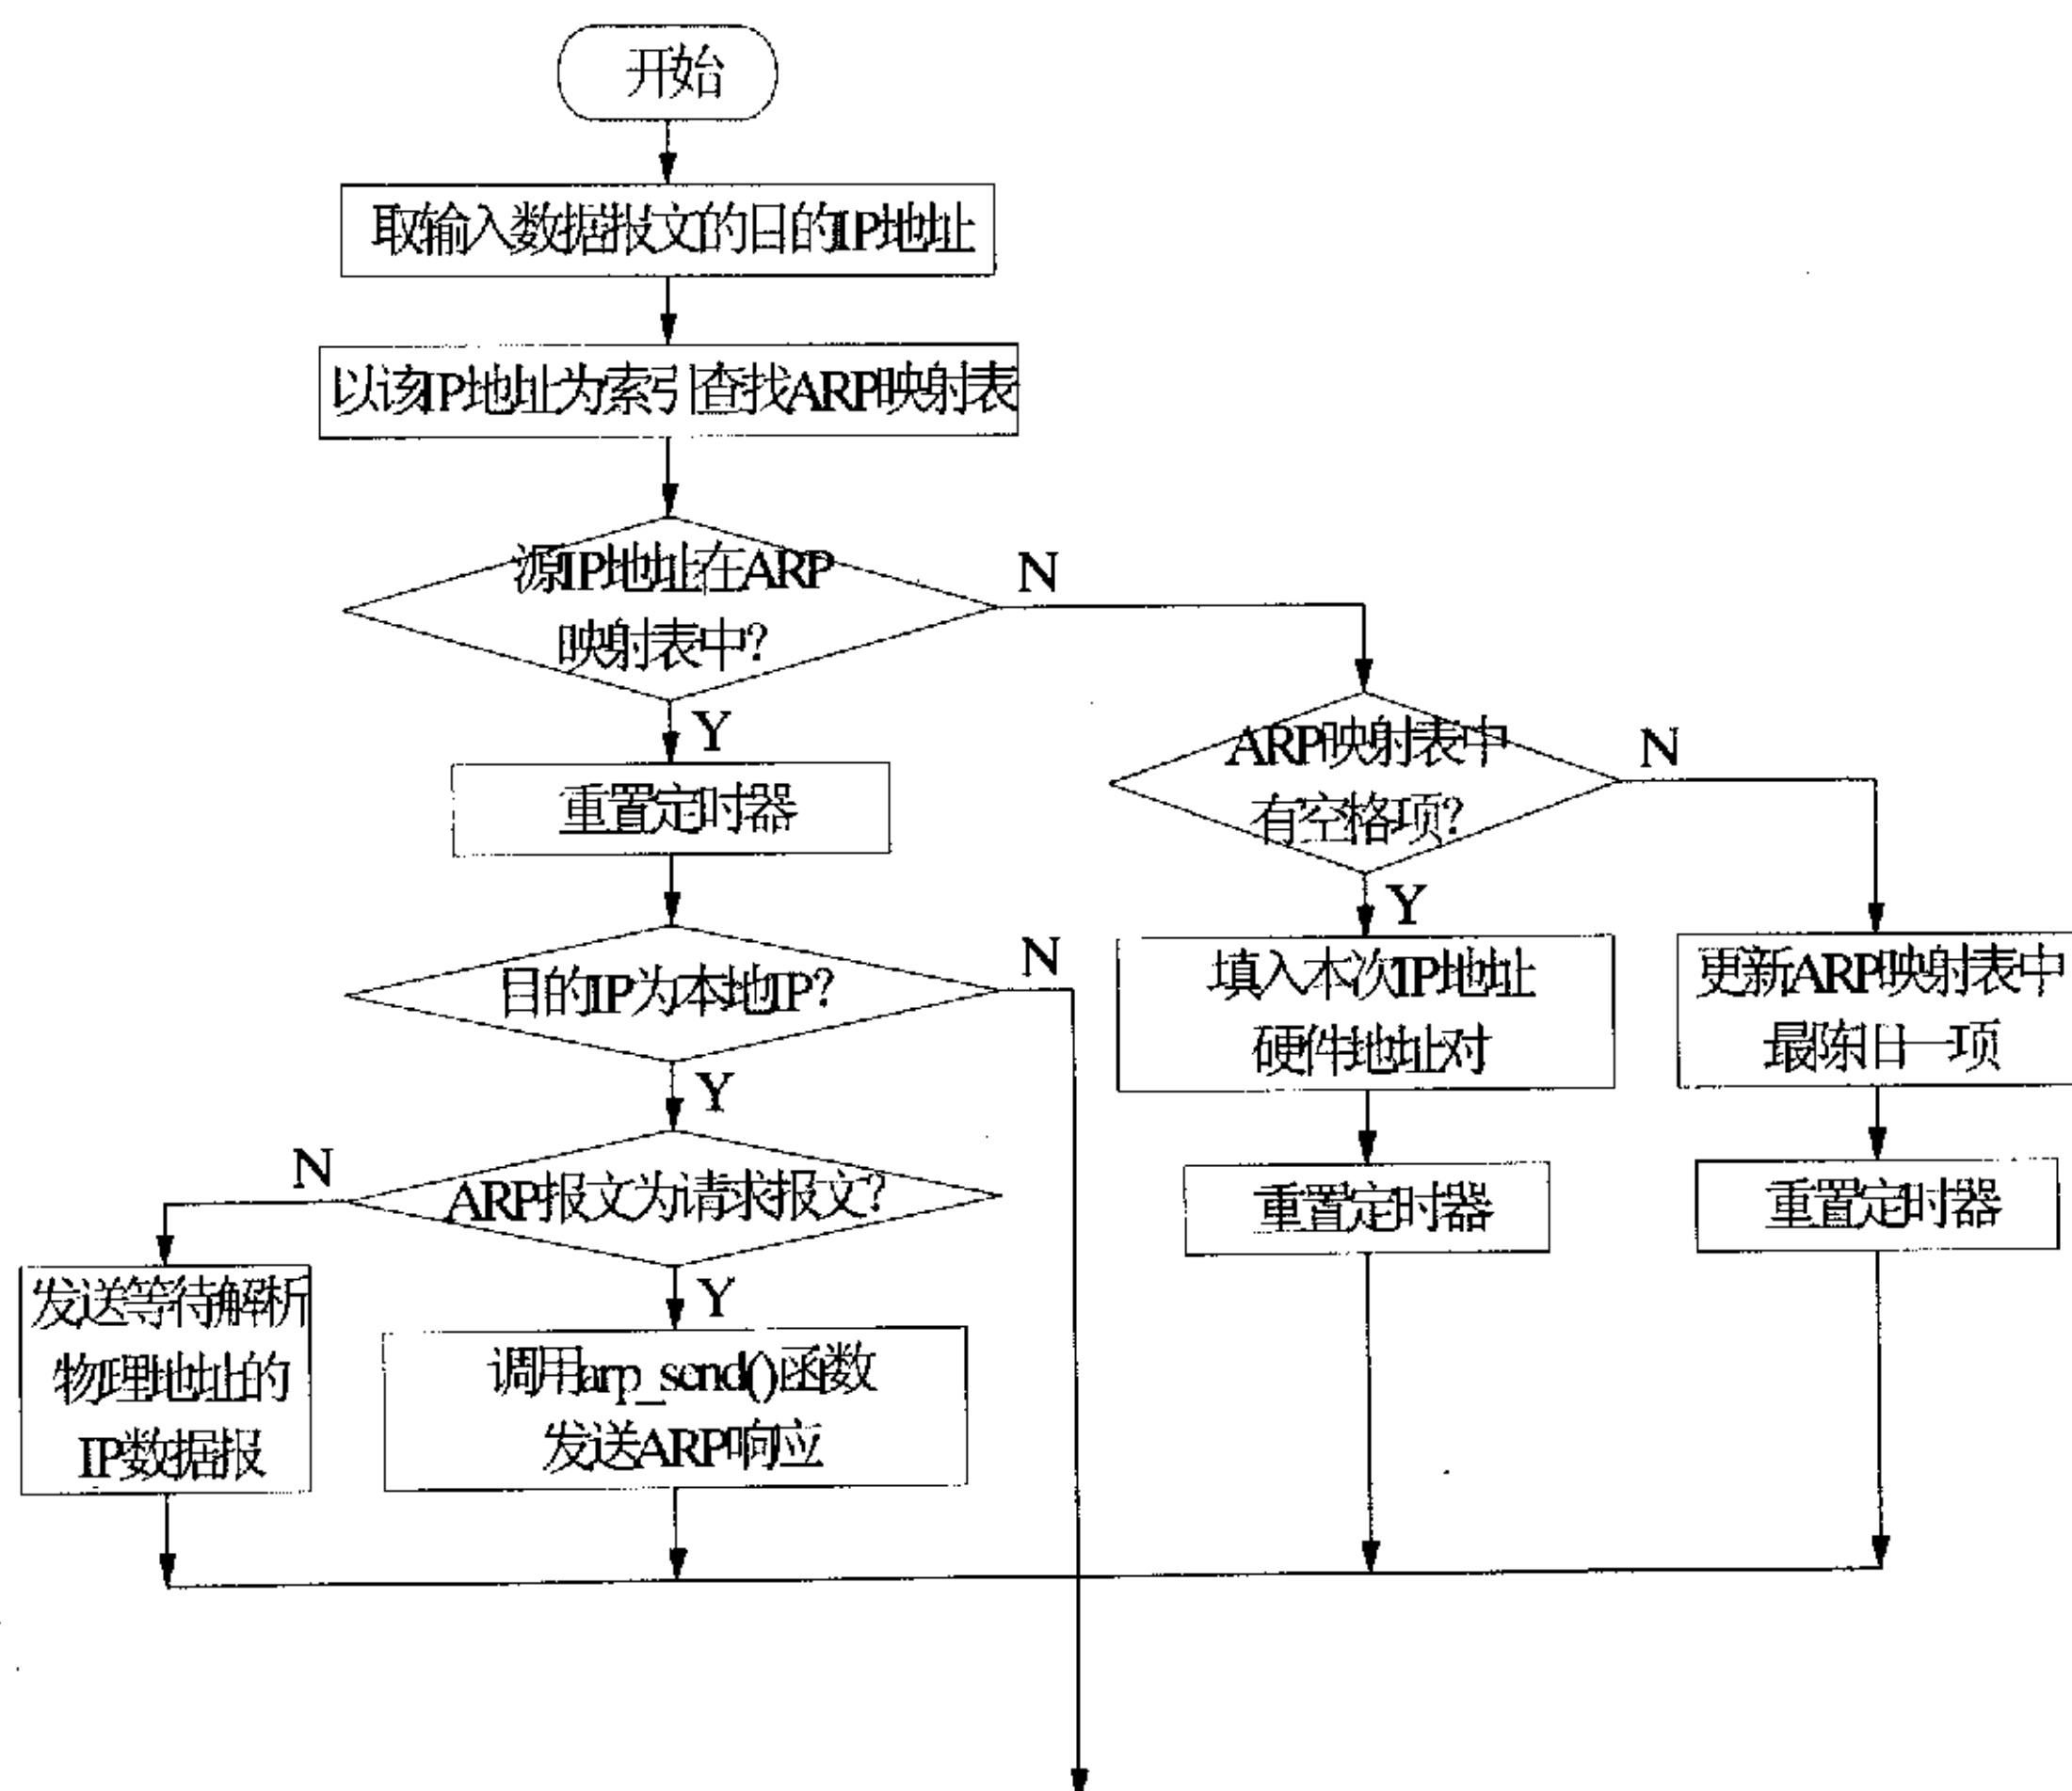 开始
取输入数据报文的目的IP地址
以该IP地址为索引查找ARP映射表
源IP地址在ARP
映射表中?
N
Y
重置定时器
ARP映射表中
有空格项?
N
Y
目的IP为本地IP?
N
Y
填入本次IP地址
硬件地址对
更新ARP映射表中
最陈旧一项
ARP报文为请求报文?
N
Y
重置定时器
重置定时器
发送等待解析
物理地址的
IP数据报
调用arp_send()函数
发送ARP响应